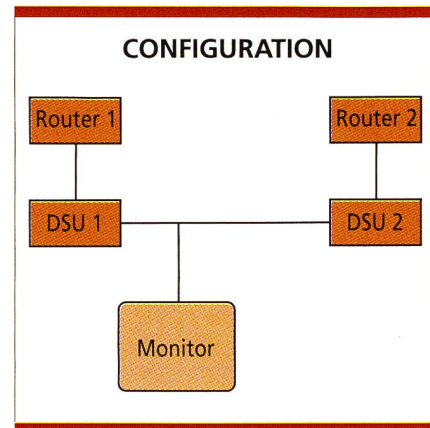 CONFIGURATION
Router 1
Router 2
DSU 1
DSU 2
Monitor